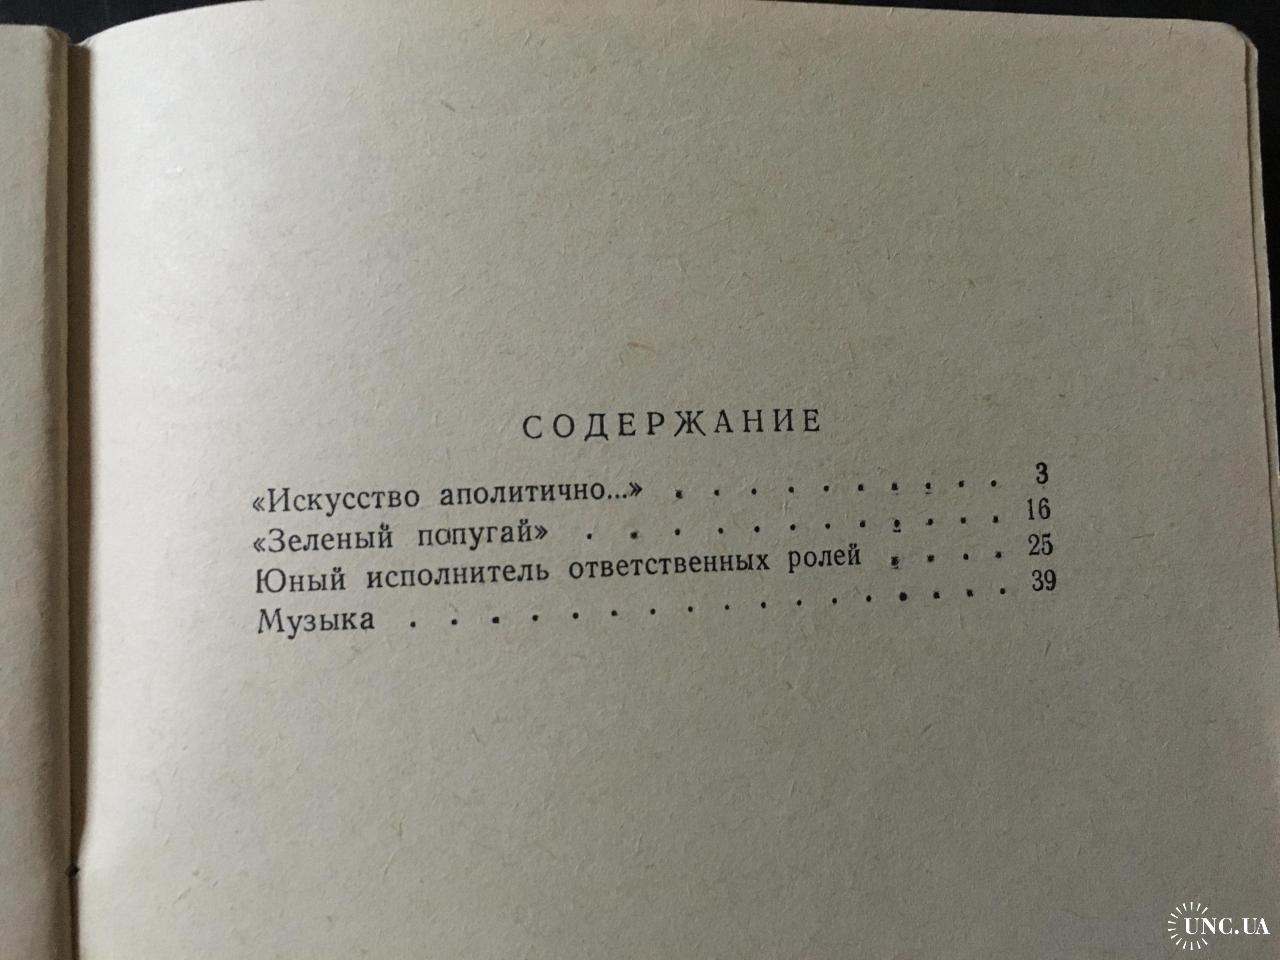 СОДЕРЖАНИЕ
«Искусство аполитично...» . . . . . . . . . . 3
«Зеленый попугай» . . . . . . . . . . . 16
Юный исполнитель ответственных ролей . . . . 25
Музыка . . . . . . . . . . . . . . . . 39
UNC.UA